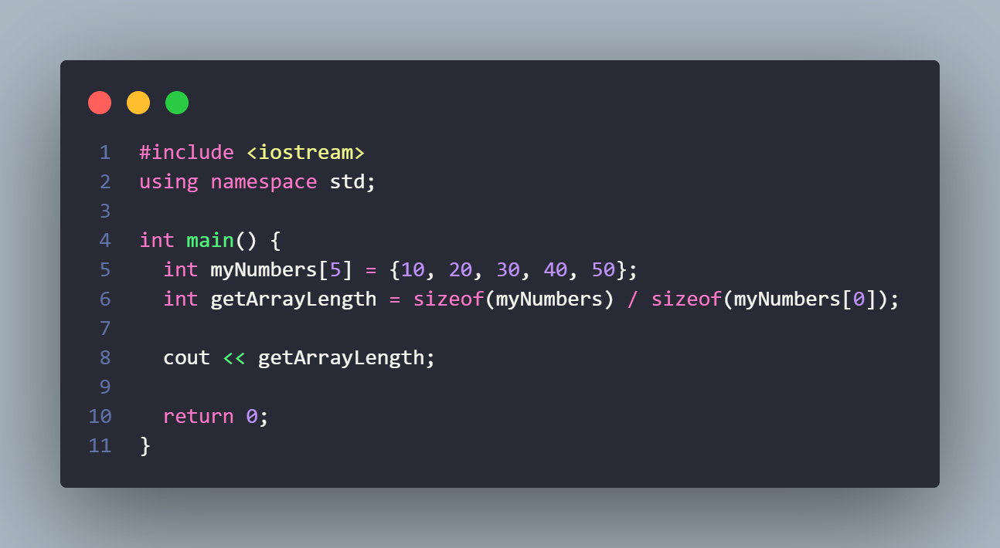 1 #include <iostream>
2 using namespace std;
3
4 int main() {
5   int myNumbers[5] = {10, 20, 30, 40, 50};
6   int getArrayLength = sizeof(myNumbers) / sizeof(myNumbers[0]);
7
8   cout << getArrayLength;
9
10   return 0;
11 }